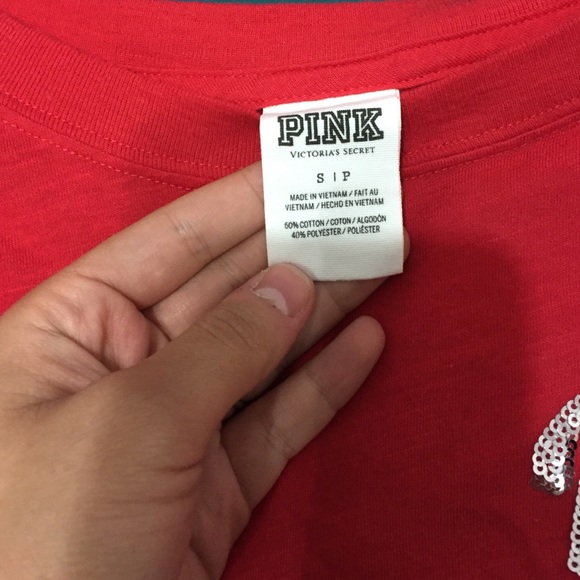 PINK
VICTORIA'S SECRET
S | P
MADE IN VIETNAM / FAIT AU
VIETNAM / HECHO EN VIETNAM
60% COTTON / COTON / ALGODÓN
40% POLYESTER / POLIÉSTER